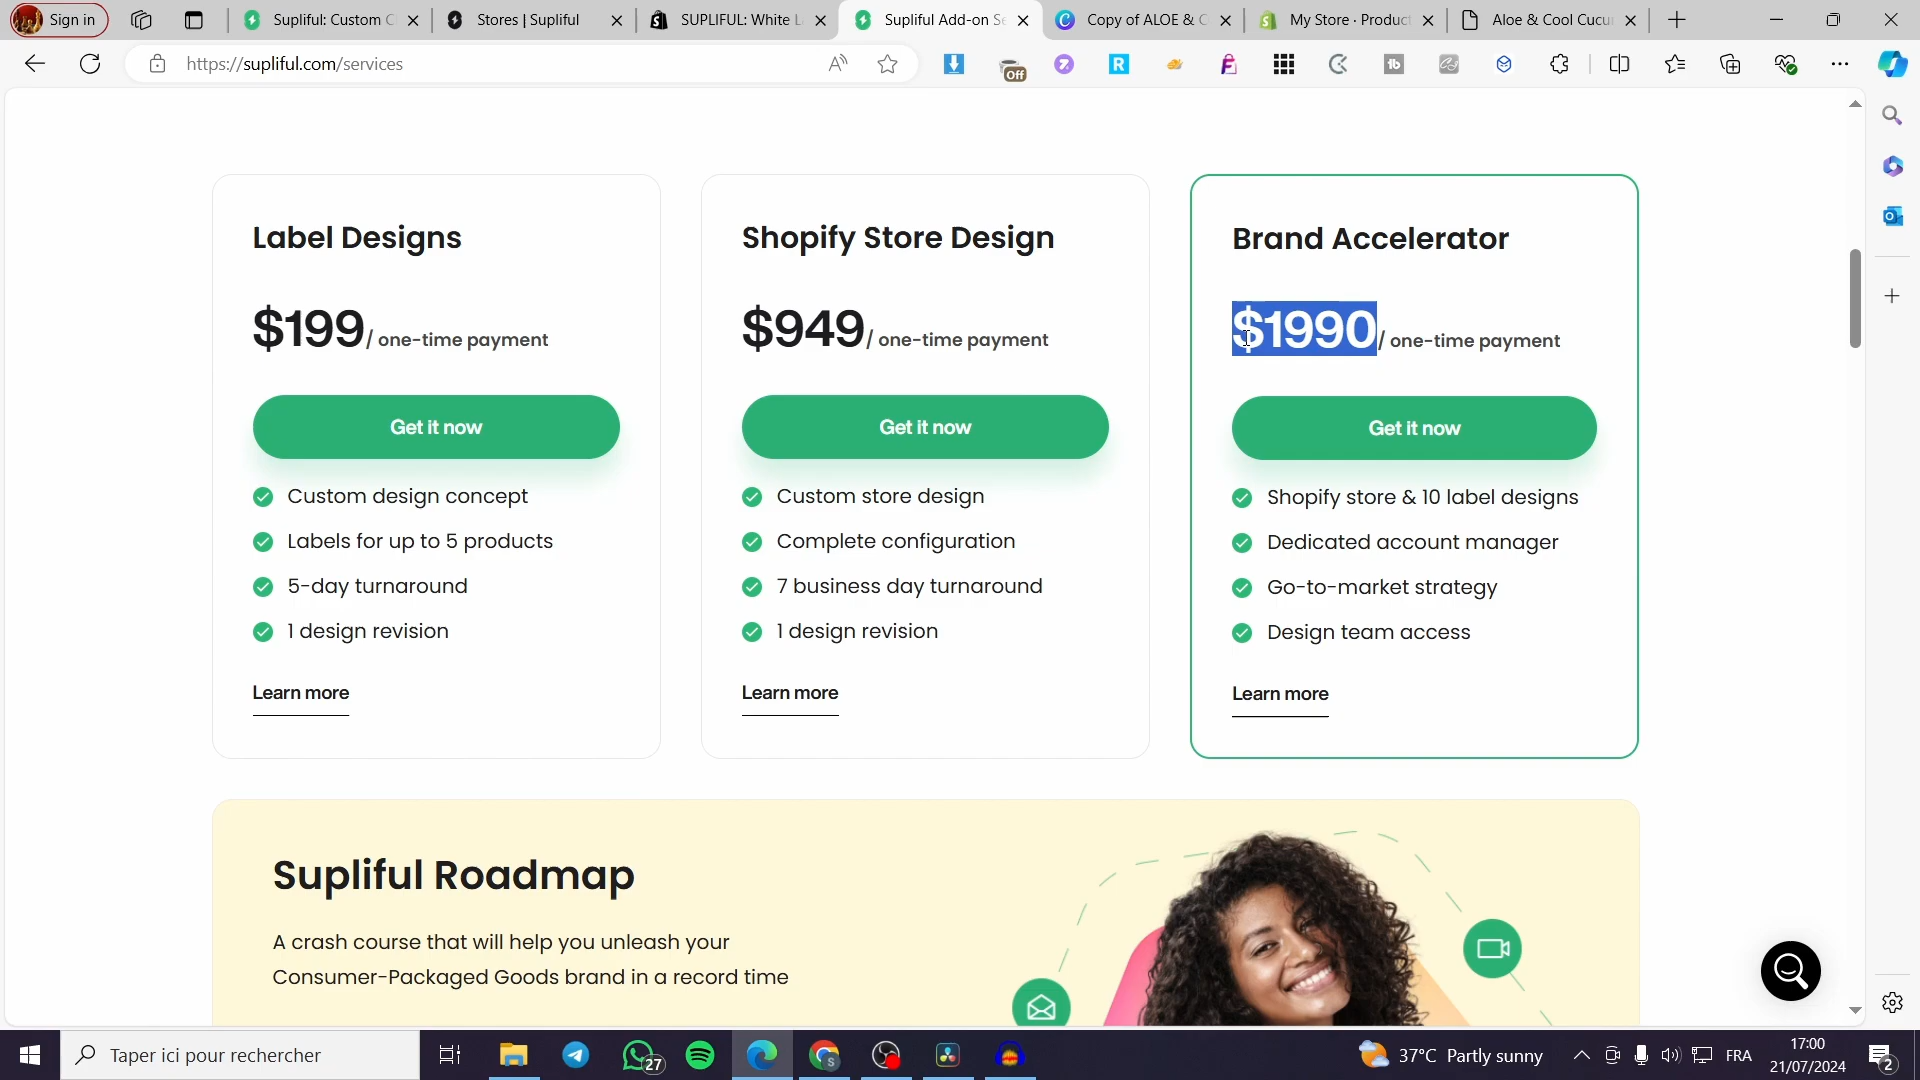 Sign in
Supliful: Custom C
Stores | Supliful
SUPLIFUL: White L
Supliful Add-on Se
Copy of ALOE & C
My Store · Product
Aloe & Cool Cucu
https://supliful.com/services
Off
Label Designs
$199/ one-time payment
Get it now
Custom design concept
Labels for up to 5 products
5-day turnaround
1 design revision
Learn more
Shopify Store Design
$949/ one-time payment
Get it now
Custom store design
Complete configuration
7 business day turnaround
1 design revision
Learn more
Brand Accelerator
$1990/ one-time payment
Get it now
Shopify store & 10 label designs
Dedicated account manager
Go-to-market strategy
Design team access
Learn more
Supliful Roadmap
A crash course that will help you unleash your
Consumer-Packaged Goods brand in a record time
Taper ici pour rechercher
27
37°C Partly sunny
FRA
17:00
21/07/2024
2